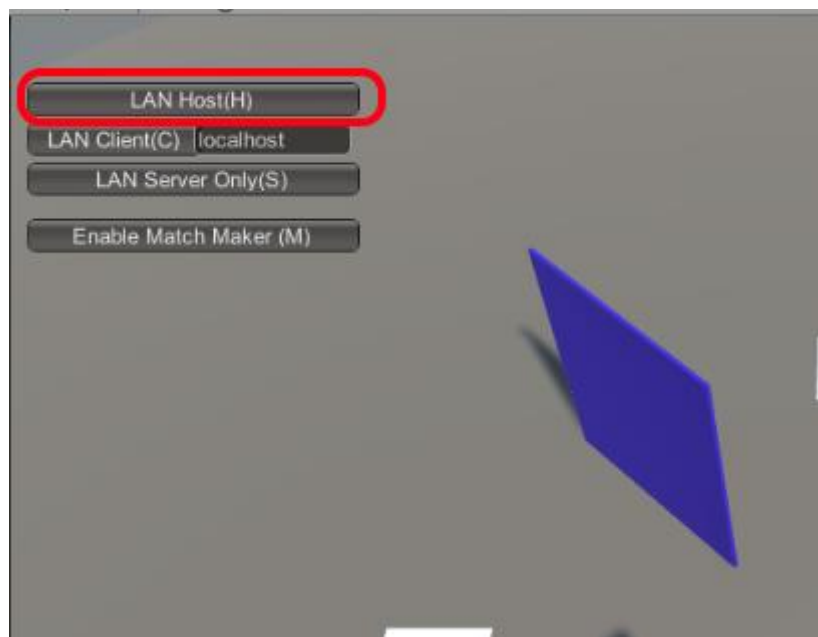 LAN Host(H)
LAN Client(C) localhost
LAN Server Only(S)
Enable Match Maker (M)